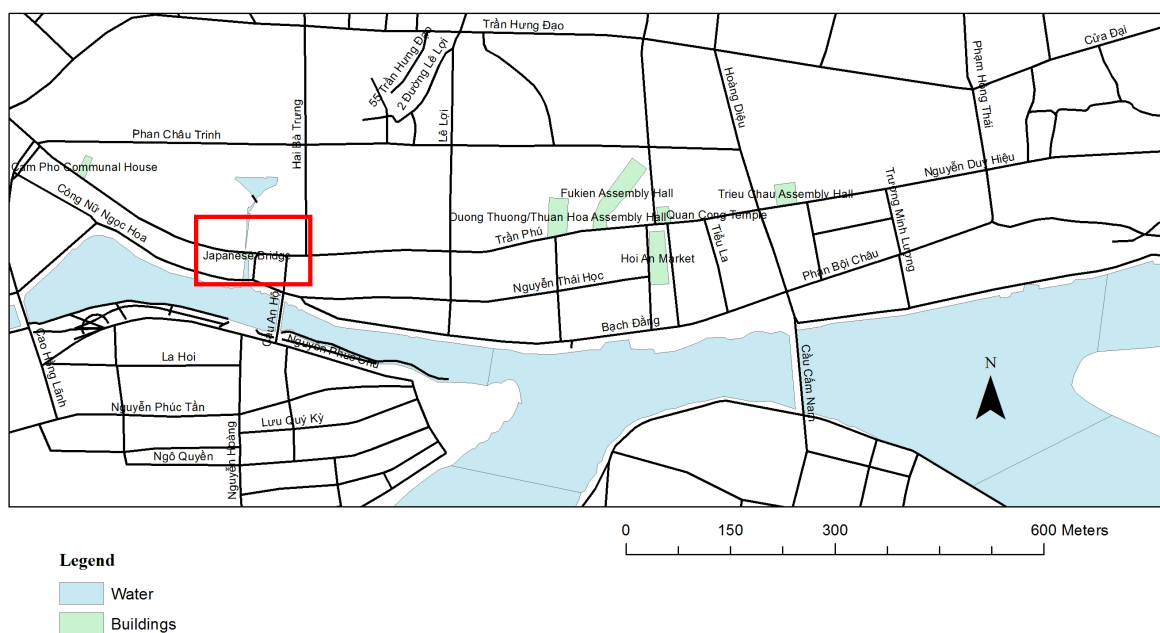 Trần Hưng Đạo
Cửa Đại
55 Trần Hưng Đạo
2 Đường Lê Lợi
Hoàng Diệu
Phạm Hồng Thái
Phan Châu Trinh
Hai Bà Trưng
Lê Lợi
Cam Pho Communal House
Nguyễn Duy Hiệu
Công Nữ Ngọc Hoa
Fukien Assembly Hall
Trieu Chau Assembly Hall
Trương Minh Lượng
Duong Thuong/Thuan Hoa Assembly Hall
Quan Cong Temple
Trần Phú
Tiểu La
Japanese Bridge
Hoi An Market
Phan Bội Châu
Nguyễn Thái Học
Cầu An Hội
Bạch Đằng
Nguyễn Phúc Chu
Cao Hồng Lãnh
La Hoi
Cầu Cẩm Nam
N
Nguyễn Phúc Tần
Lưu Quý Kỳ
Ngô Quyền
Nguyễn Hoàng
0 150 300 600 Meters
Legend
Water
Buildings